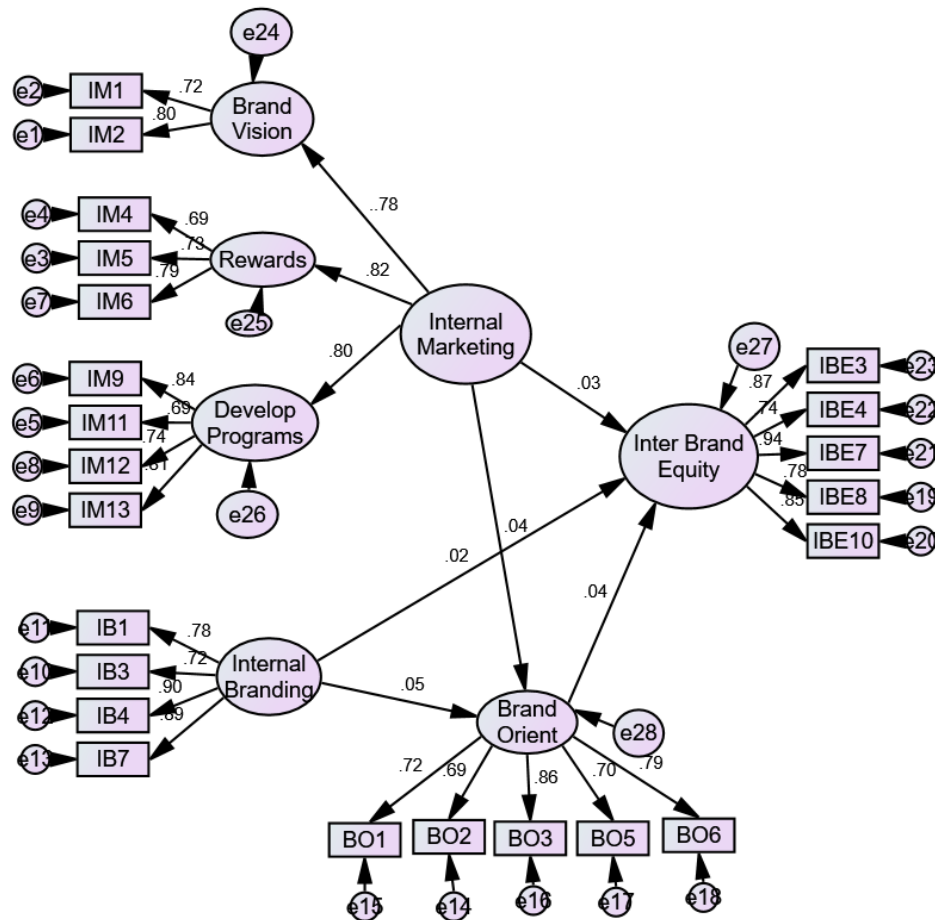 e24
e2
IM1
.72
Brand
Vision
e1
IM2
.80
..78
e4
IM4
.69
e3
IM5
.73
Rewards
e7
IM6
.79
e25
.82
Internal
Marketing
e6
IM9
.84
e5
IM11
.69
Develop
Programs
e8
IM12
.74
e9
IM13
e26
.80
.03
e27
Inter Brand
Equity
.87
IBE3
e23
.74
IBE4
e22
.94
IBE7
e21
.78
IBE8
e19
.85
IBE10
e20
.04
.02
.04
e11
IB1
.78
e10
IB3
.72
Internal
Branding
e12
IB4
.90
e13
IB7
.05
Brand
Orient
e28
.72
.69
.86
.70
.79
BO1
BO2
BO3
BO5
BO6
e15
e14
e16
e17
e18